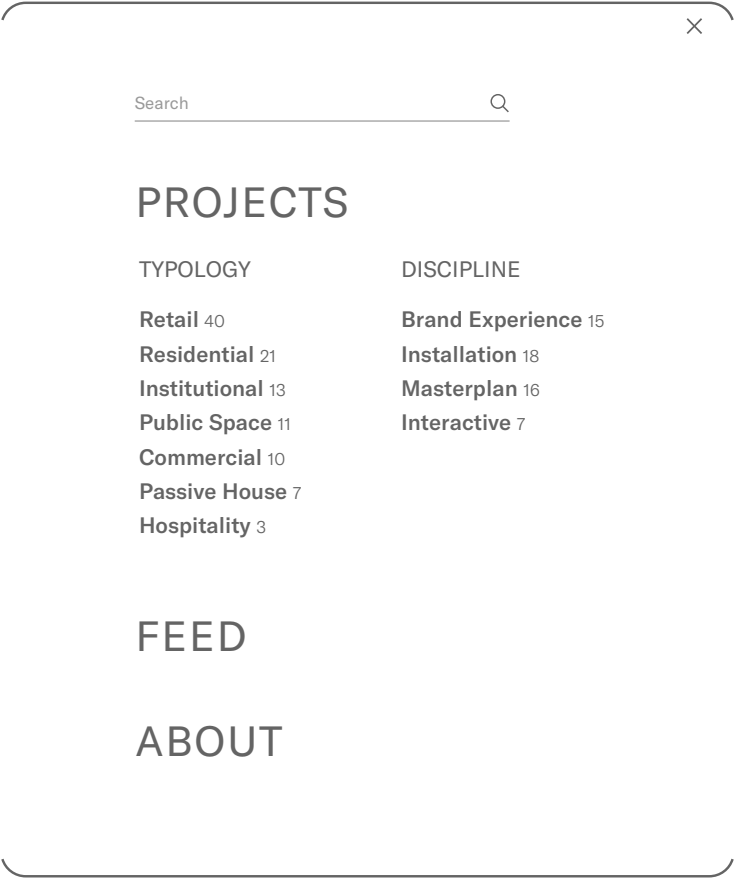 Search
PROJECTS
TYPOLOGY
Retail 40
Residential 21
Institutional 13
Public Space 11
Commercial 10
Passive House 7
Hospitality 3
DISCIPLINE
Brand Experience 15
Installation 18
Masterplan 16
Interactive 7
FEED
ABOUT